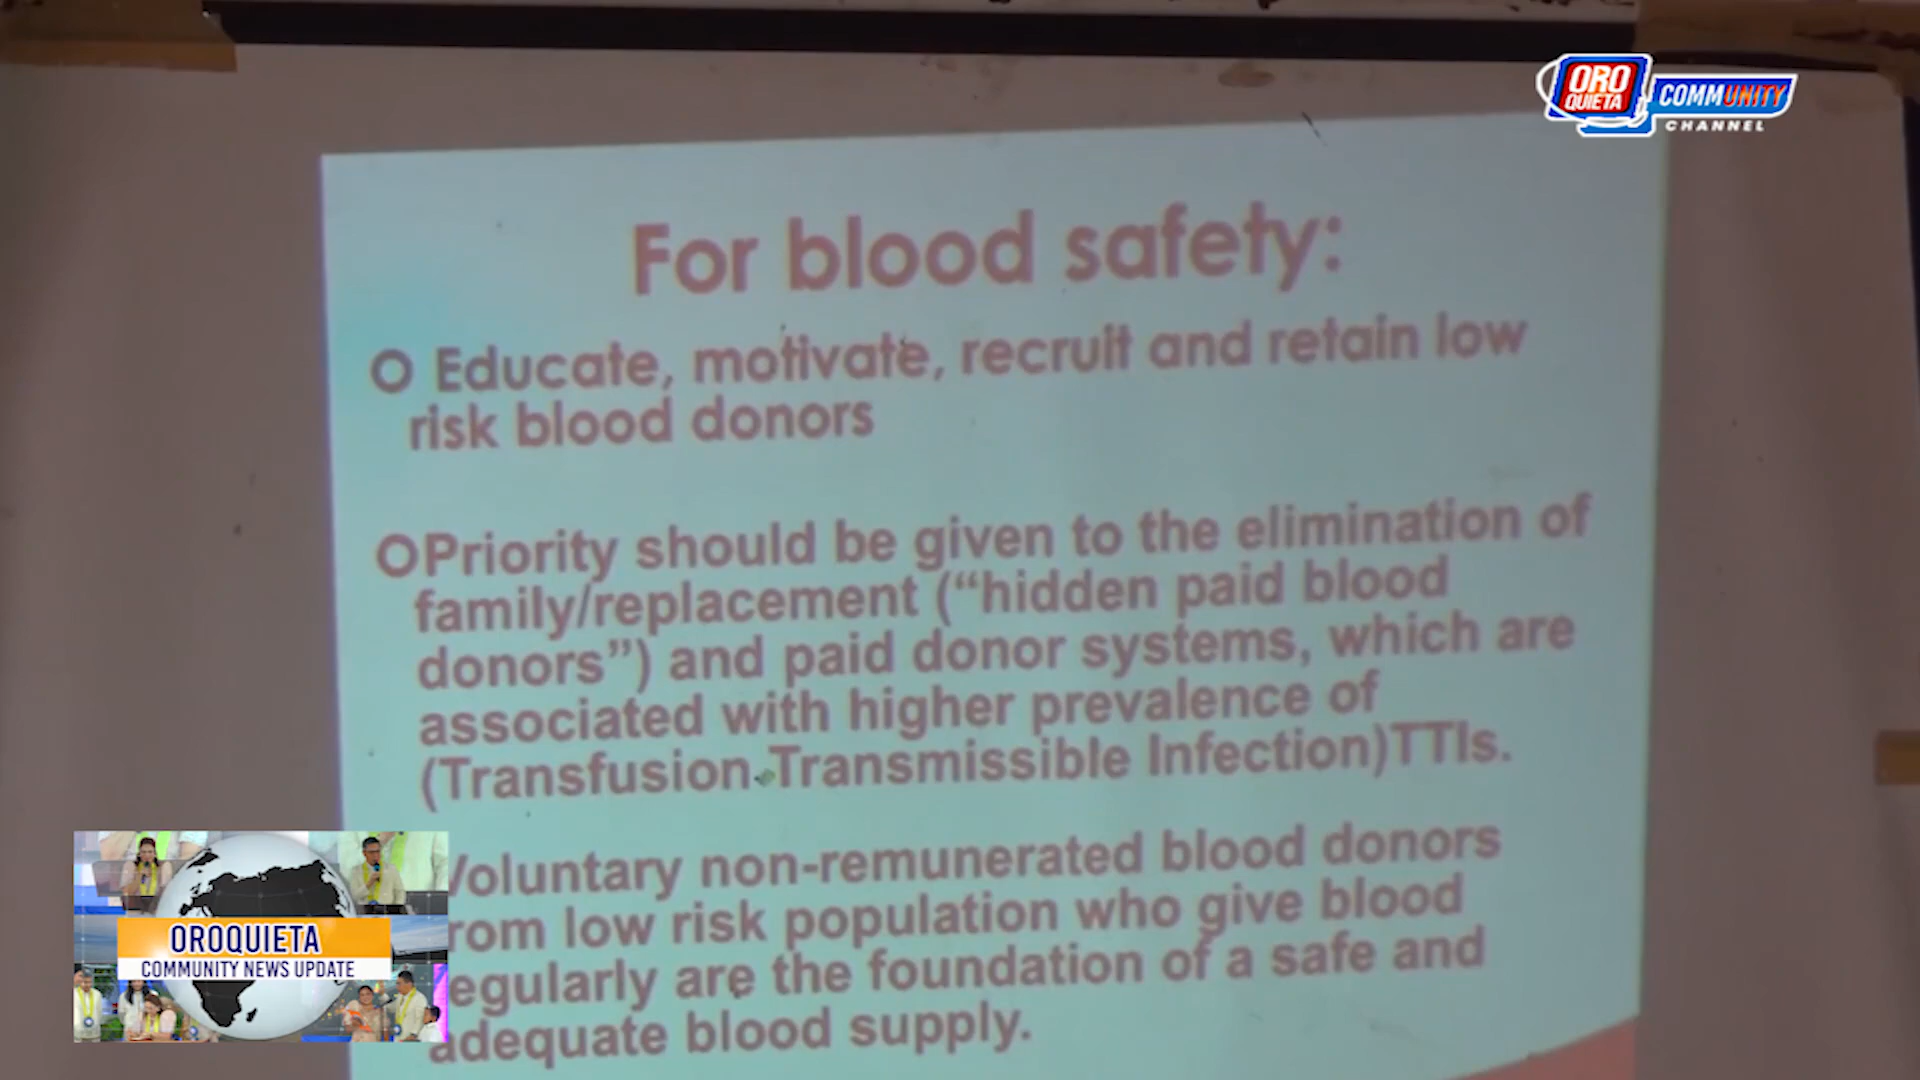 ORO
QUIETA
COMMUNITY
CHANNEL
For blood safety:
O Educate, motivate, recruit and retain low
risk blood donors
OPriority should be given to the elimination of
family/replacement (“hidden paid blood
donors”) and paid donor systems, which are
associated with higher prevalence of
(Transfusion Transmissible Infection)TTIs.
Voluntary non-remunerated blood donors
rom low risk population who give blood
egularly are the foundation of a safe and
adequate blood supply.
OROQUIETA
COMMUNITY NEWS UPDATE